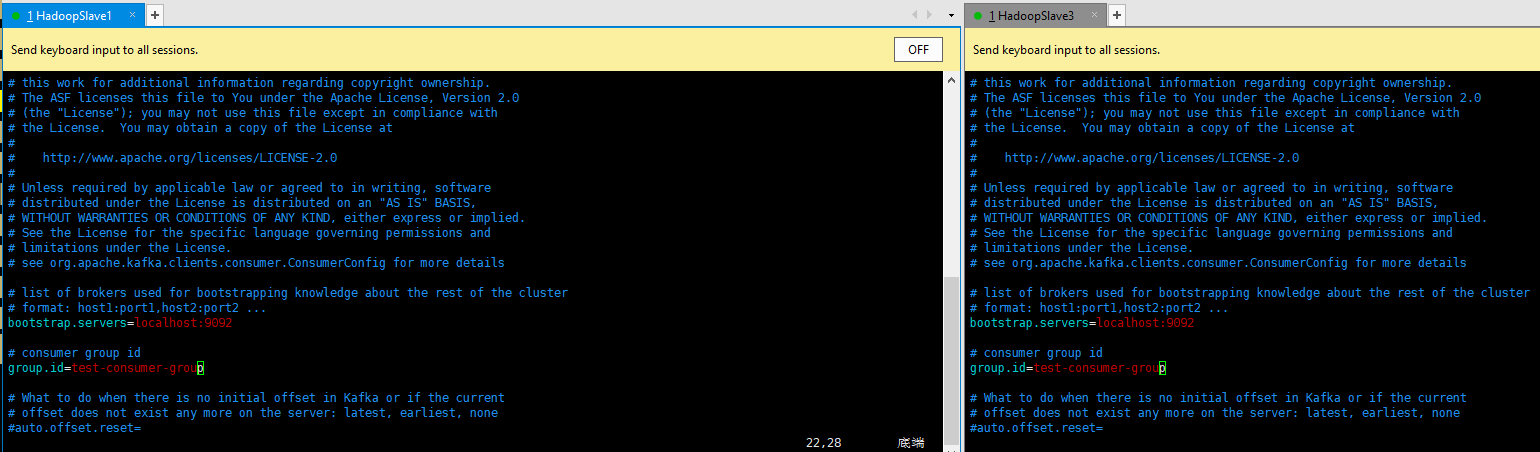 1 HadoopSlave1 × +
Send keyboard input to all sessions. OFF
# this work for additional information regarding copyright ownership.
# The ASF licenses this file to You under the Apache License, Version 2.0
# (the "License"); you may not use this file except in compliance with
# the License.  You may obtain a copy of the License at
#
#    http://www.apache.org/licenses/LICENSE-2.0
#
# Unless required by applicable law or agreed to in writing, software
# distributed under the License is distributed on an "AS IS" BASIS,
# WITHOUT WARRANTIES OR CONDITIONS OF ANY KIND, either express or implied.
# See the License for the specific language governing permissions and
# limitations under the License.
# see org.apache.kafka.clients.consumer.ConsumerConfig for more details
# list of brokers used for bootstrapping knowledge about the rest of the cluster
# format: host1:port1,host2:port2 ...
bootstrap.servers=localhost:9092
# consumer group id
group.id=test-consumer-group
# What to do when there is no initial offset in Kafka or if the current
# offset does not exist any more on the server: latest, earliest, none
#auto.offset.reset=
22,28 底端
1 HadoopSlave3 × +
Send keyboard input to all sessions.
# this work for additional information regarding copyright ownership.
# The ASF licenses this file to You under the Apache License, Version 2.0
# (the "License"); you may not use this file except in compliance with
# the License.  You may obtain a copy of the License at
#
#    http://www.apache.org/licenses/LICENSE-2.0
#
# Unless required by applicable law or agreed to in writing, software
# distributed under the License is distributed on an "AS IS" BASIS,
# WITHOUT WARRANTIES OR CONDITIONS OF ANY KIND, either express or implied.
# See the License for the specific language governing permissions and
# limitations under the License.
# see org.apache.kafka.clients.consumer.ConsumerConfig for more details
# list of brokers used for bootstrapping knowledge about the rest of the cluster
# format: host1:port1,host2:port2 ...
bootstrap.servers=localhost:9092
# consumer group id
group.id=test-consumer-group
# What to do when there is no initial offset in Kafka or if the current
# offset does not exist any more on the server: latest, earliest, none
#auto.offset.reset=